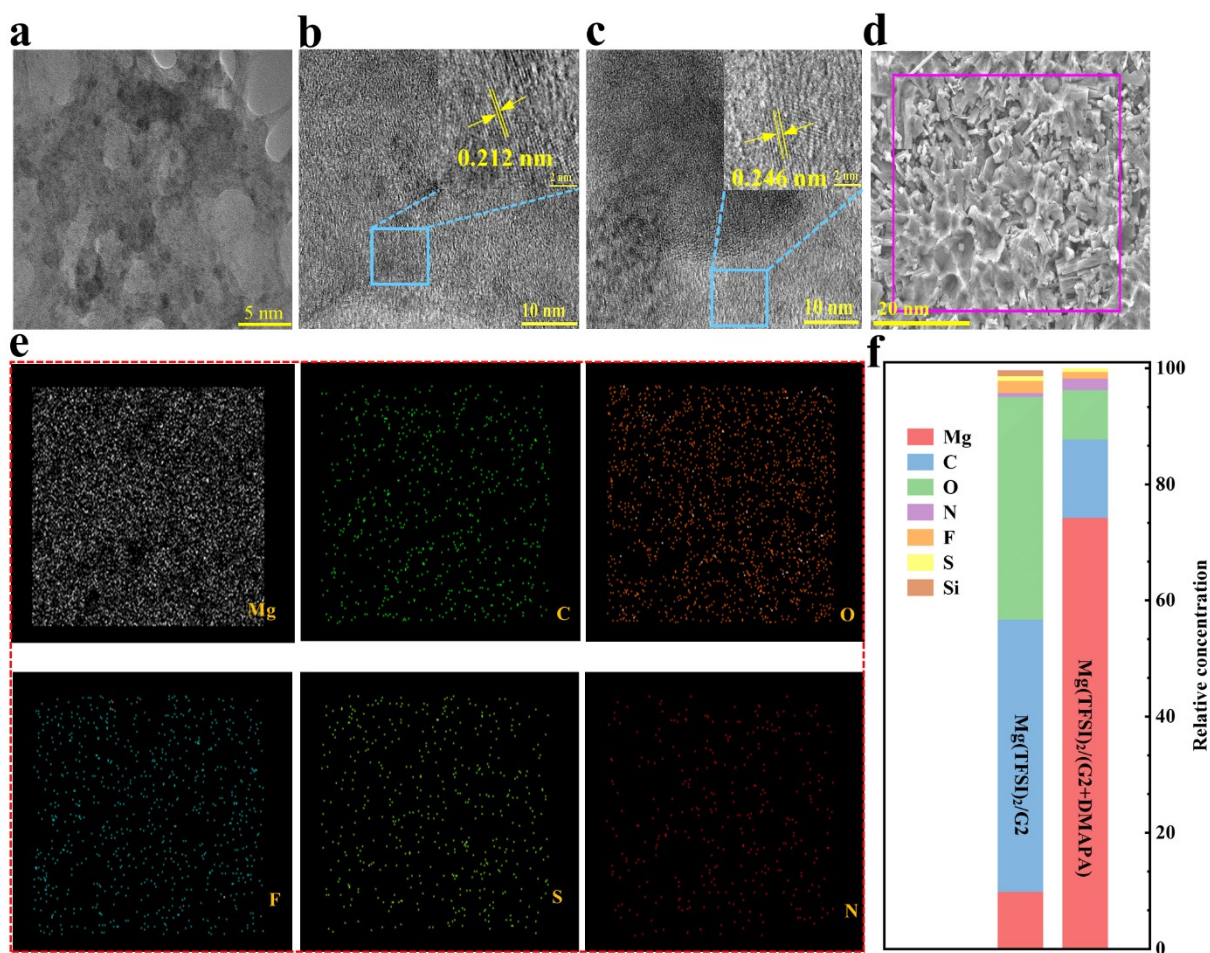 a
b
c
d
0.212 nm
2 nm
0.246 nm
2 nm
5 nm
10 nm
10 nm
20 nm
e
Mg
C
O
F
S
N
f
100
80
60
40
20
0
Relative concentration
Mg
C
O
N
F
S
Si
Mg(TFSI)₂/G2
Mg(TFSI)₂/(G2+DMAPA)